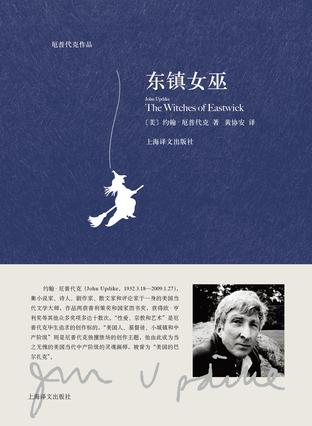 厄普代克作品
东镇女巫
John Updike
The Witches of Eastwick
〔美〕约翰·厄普代克 著 黄协安 译
上海译文出版社
约翰·厄普代克 (John Updike, 1932.3.18—2009.1.27),
集小说家、诗人、剧作家、散文家和评论家于一身的美国当
代文学大师，作品两获普利策奖和国家图书奖，获得欧·亨
利奖等其他众多奖项多达十数次。“性爱、宗教和艺术”是厄
普代克毕生追求的创作标的，“美国人、基督徒、小城镇和中
产阶级”则是厄普代克独擅胜场的创作主题，他由此成为当
之无愧的美国当代中产阶级的灵魂画师，被誉为“美国的巴
尔扎克”。
John Updike
上海译文出版社